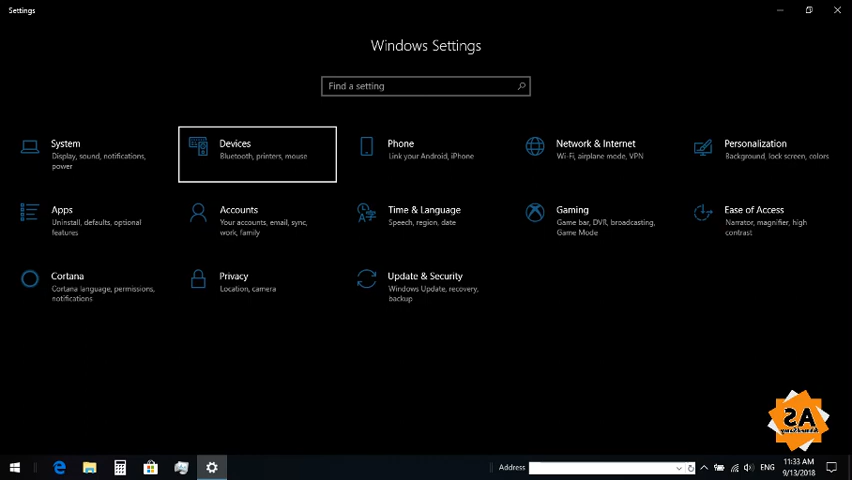 Settings
Windows Settings
Find a setting
System
Display, sound, notifications,
power
Devices
Bluetooth, printers, mouse
Phone
Link your Android, iPhone
Network & Internet
Wi-Fi, airplane mode, VPN
Personalization
Background, lock screen, colors
Apps
Uninstall, defaults, optional
features
Accounts
Your accounts, email, sync,
work, family
Time & Language
Speech, region, date
Gaming
Game bar, DVR, broadcasting,
Game Mode
Ease of Access
Narrator, magnifier, high
contrast
Cortana
Cortana language, permissions,
notifications
Privacy
Location, camera
Update & Security
Windows Update, recovery,
backup
Address
ENG
11:33 AM
9/13/2018